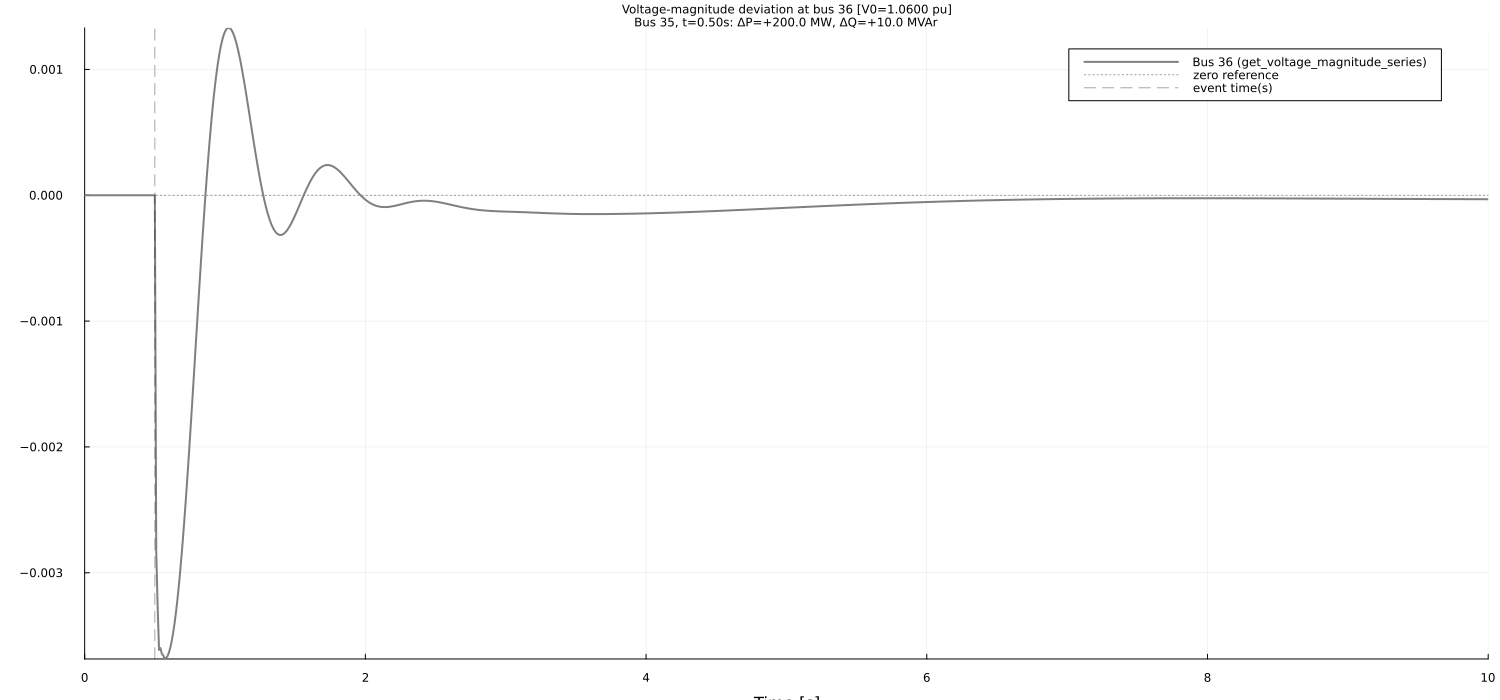 Voltage-magnitude deviation at bus 36 [V0=1.0600 pu]
Bus 35, t=0.50s: ΔP=+200.0 MW, ΔQ=+10.0 MVAr
Bus 36 (get_voltage_magnitude_series)
zero reference
event time(s)
0.001
0.000
−0.001
−0.002
−0.003
0 2 4 6 8 10
Time [s]